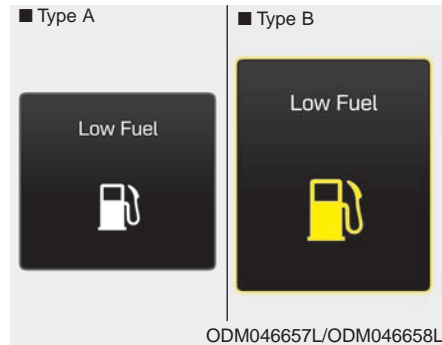 ■ Type A
■ Type B
Low Fuel
Low Fuel
ODM046657L/ODM046658L